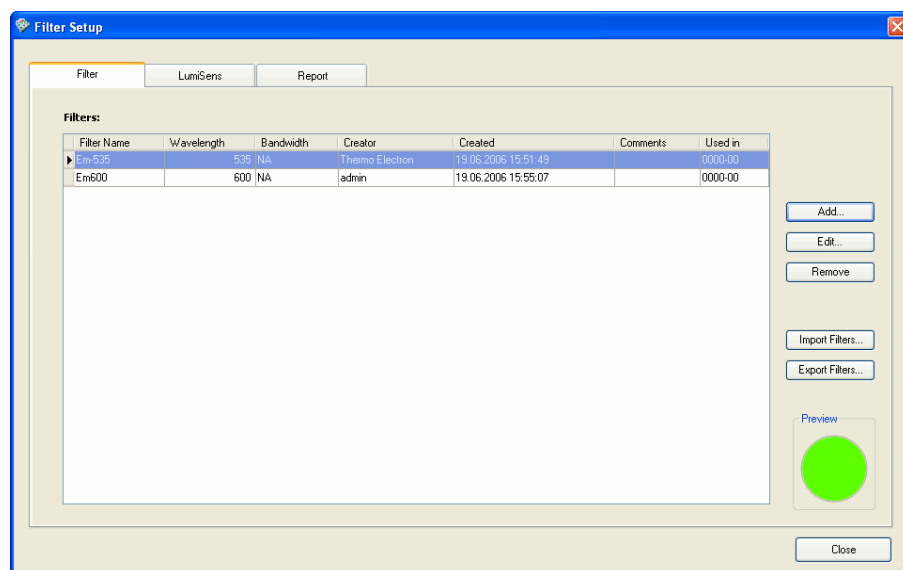 Filter Setup
Filter LumiSens Report
Filters:
Filter Name Wavelength Bandwidth Creator Created Comments Used in
Em-535 535 NA Thermo Electron 19.06.2006 15:51:49 0000-00
Em600 600 NA admin 19.06.2006 15:55:07 0000-00
Add...
Edit...
Remove
Import Filters...
Export Filters...
Preview
Close